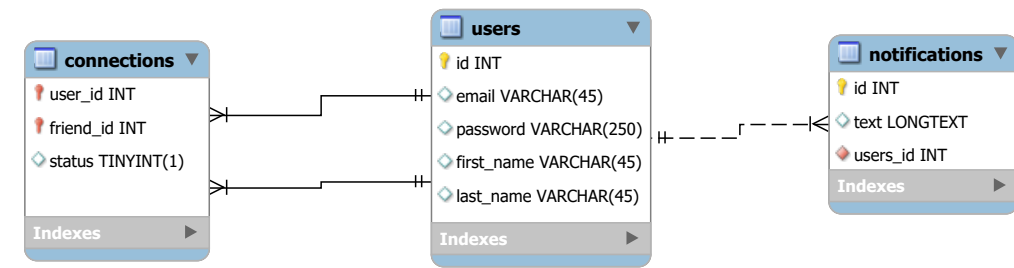 connections
user_id INT
friend_id INT
status TINYINT(1)
Indexes
users
id INT
email VARCHAR(45)
password VARCHAR(250)
first_name VARCHAR(45)
last_name VARCHAR(45)
Indexes
notifications
id INT
text LONGTEXT
users_id INT
Indexes